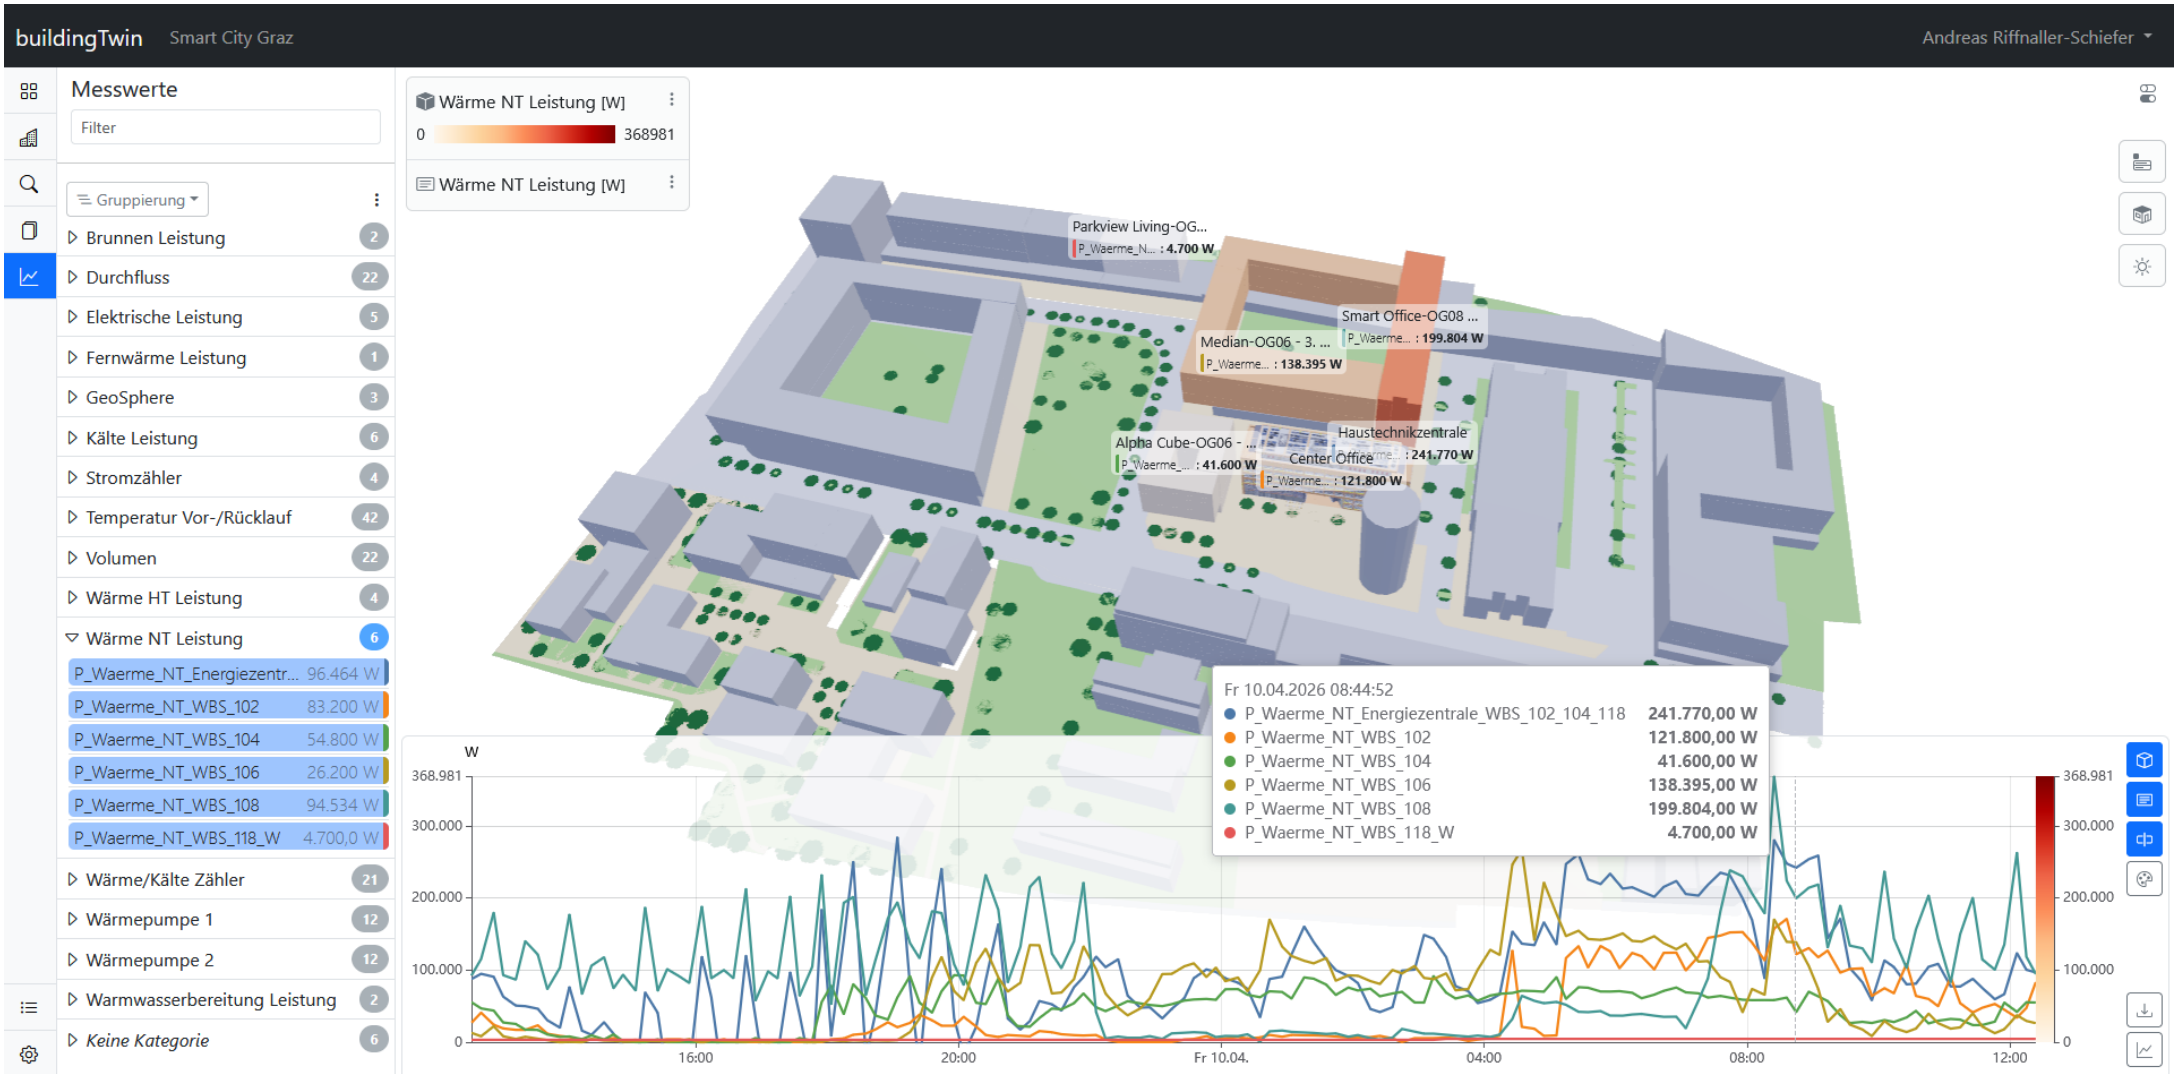 buildingTwin Smart City Graz Andreas Riffnaller-Schiefer
Messwerte
Filter
Gruppierung
Brunnen Leistung 2
Durchfluss 22
Elektrische Leistung 5
Fernwärme Leistung 1
GeoSphere 3
Kälte Leistung 6
Stromzähler 4
Temperatur Vor-/Rücklauf 42
Volumen 22
Wärme HT Leistung 4
Wärme NT Leistung 6
P_Waerme_NT_Energiezentr... 96.464 W
P_Waerme_NT_WBS_102 83.200 W
P_Waerme_NT_WBS_104 54.800 W
P_Waerme_NT_WBS_106 26.200 W
P_Waerme_NT_WBS_108 94.534 W
P_Waerme_NT_WBS_118_W 4.700,0 W
Wärme/Kälte Zähler 21
Wärmepumpe 1 12
Wärmepumpe 2 12
Warmwasserbereitung Leistung 2
Keine Kategorie 6
Wärme NT Leistung [W]
0 368981
Wärme NT Leistung [W]
Parkview Living-OG...
P_Waerme_N... : 4.700 W
Smart Office-OG08 ...
P_Waerme... : 199.804 W
Median-OG06 - 3. ...
P_Waerme... : 138.395 W
Haustechnikzentrale
: 241.770 W
Alpha Cube-OG06 - ...
P_Waerme_... : 41.600 W
Center Office
P_Waerme... : 121.800 W
Fr 10.04.2026 08:44:52
P_Waerme_NT_Energiezentrale_WBS_102_104_118 241.770,00 W
P_Waerme_NT_WBS_102 121.800,00 W
P_Waerme_NT_WBS_104 41.600,00 W
P_Waerme_NT_WBS_106 138.395,00 W
P_Waerme_NT_WBS_108 199.804,00 W
P_Waerme_NT_WBS_118_W 4.700,00 W
W
368.981
300.000
200.000
100.000
0
16:00 20:00 Fr 10.04. 04:00 08:00 12:00
368.981
300.000
200.000
100.000
0